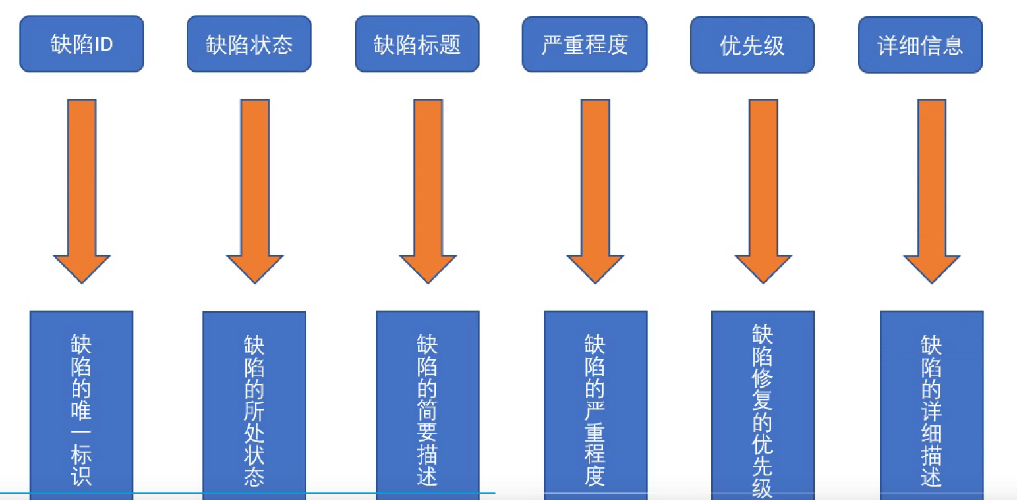 缺陷ID
缺陷状态
缺陷标题
严重程度
优先级
详细信息
缺陷的唯一标识
缺陷的所处状态
缺陷的简要描述
缺陷的严重程度
缺陷修复的优先级
缺陷的详细描述